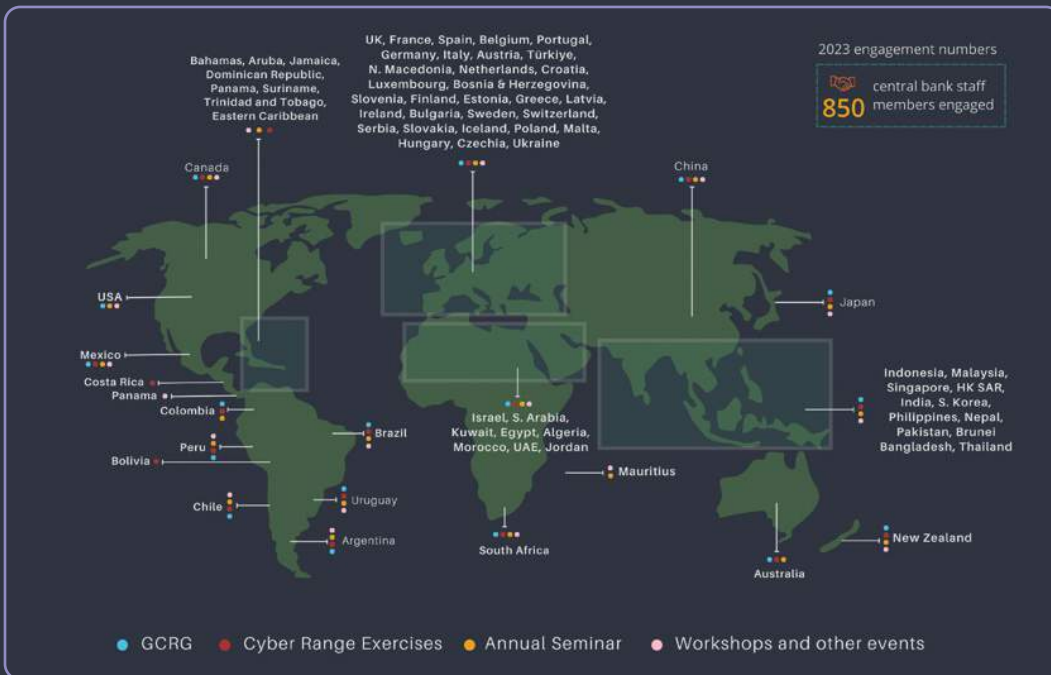 2023 engagement numbers
850
central bank staff
members engaged
Bahamas, Aruba, Jamaica,
Dominican Republic,
Panama, Suriname,
Trinidad and Tobago,
Eastern Caribbean
UK, France, Spain, Belgium, Portugal,
Germany, Italy, Austria, Türkiye,
N. Macedonia, Netherlands, Croatia,
Luxembourg, Bosnia & Herzegovina,
Slovenia, Finland, Estonia, Greece, Latvia,
Ireland, Bulgaria, Sweden, Switzerland,
Serbia, Slovakia, Iceland, Poland, Malta,
Hungary, Czechia, Ukraine
Canada
China
USA
Japan
Mexico
Costa Rica
Panama
Colombia
Peru
Bolivia
Chile
Brazil
Uruguay
Argentina
Israel, S. Arabia,
Kuwait, Egypt, Algeria,
Morocco, UAE, Jordan
Mauritius
South Africa
Indonesia, Malaysia,
Singapore, HK SAR,
India, S. Korea,
Philippines, Nepal,
Pakistan, Brunei
Bangladesh, Thailand
New Zealand
Australia
GCRG
Cyber Range Exercises
Annual Seminar
Workshops and other events